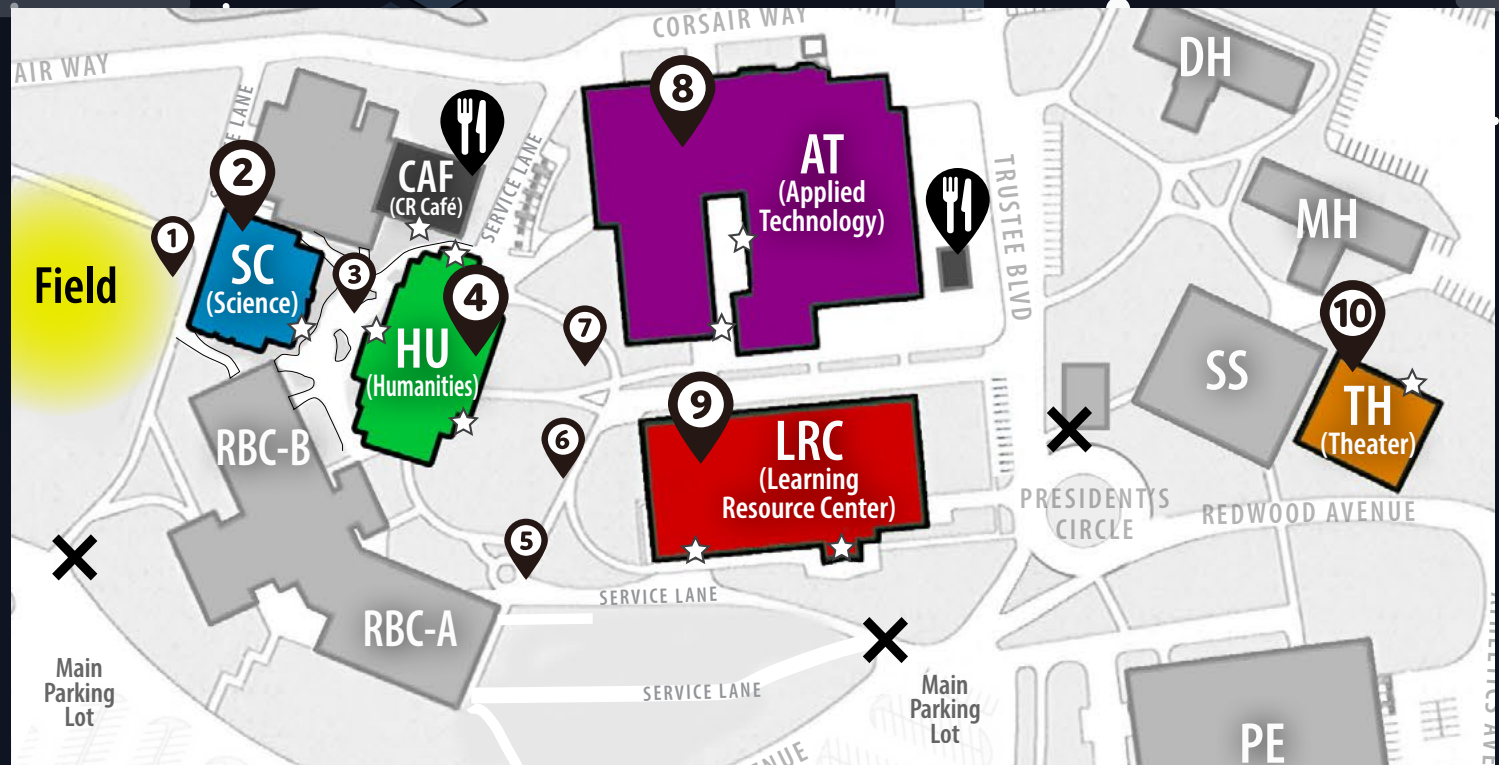 CORSAIR WAY
AIR WAY
DH
8
SERVICE LANE
AT
(Applied
Technology)
CAF
(CR Café)
2
E LANE
S
TRUSTEE BLVD
MH
1
SC
(Science)
3
Field
4
HU
(Humanities)
7
10
SS
TH
(Theater)
9
LRC
(Learning
Resource Center)
RBC-B
6
PRESIDENT'S
CIRCLE
REDWOOD AVENUE
5
SERVICE LANE
RBC-A
Main
Parking
Lot
SERVICE LANE
Main
Parking
Lot
NUE
PE